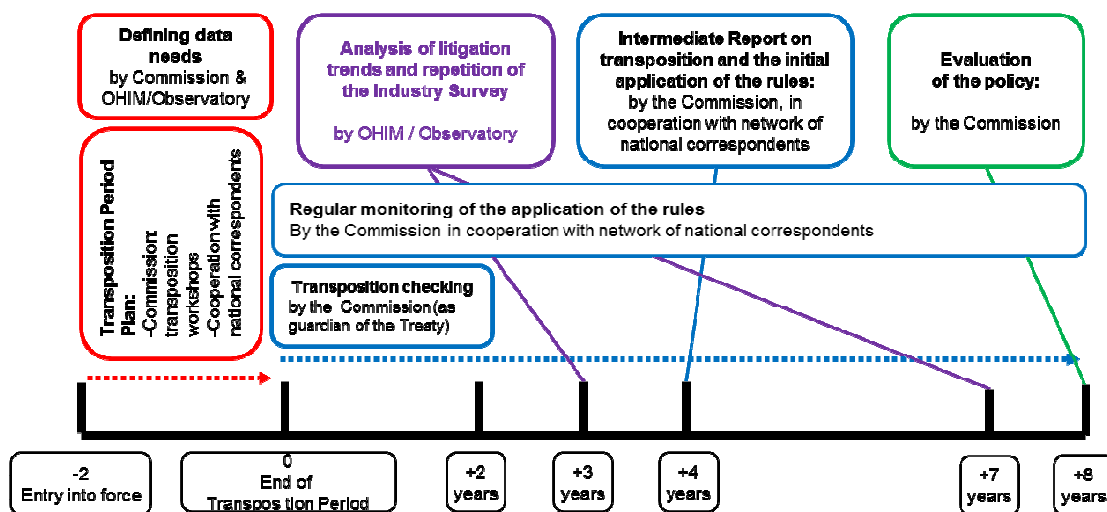 Defining data
needs
by Commission &
OHIM/Observatory
Analysis of litigation
trends and repetition of
the Industry Survey
by OHIM / Observatory
Intermediate Report on
transposition and the initial
application of the rules:
by the Commission, in
cooperation with network of
national correspondents
Evaluation
of the policy:
by the Commission
Transposition Period
Plan:
-Commission:
transposition
workshops
-Cooperation with
national correspondents
Regular monitoring of the application of the rules
By the Commission in cooperation with network of national correspondents
Transposition checking
by the Commission(as
guardian of the Treaty)
-2
Entry into force
0
End of
Transpostion Period
+2
years
+3
years
+4
years
+7
years
+8
years